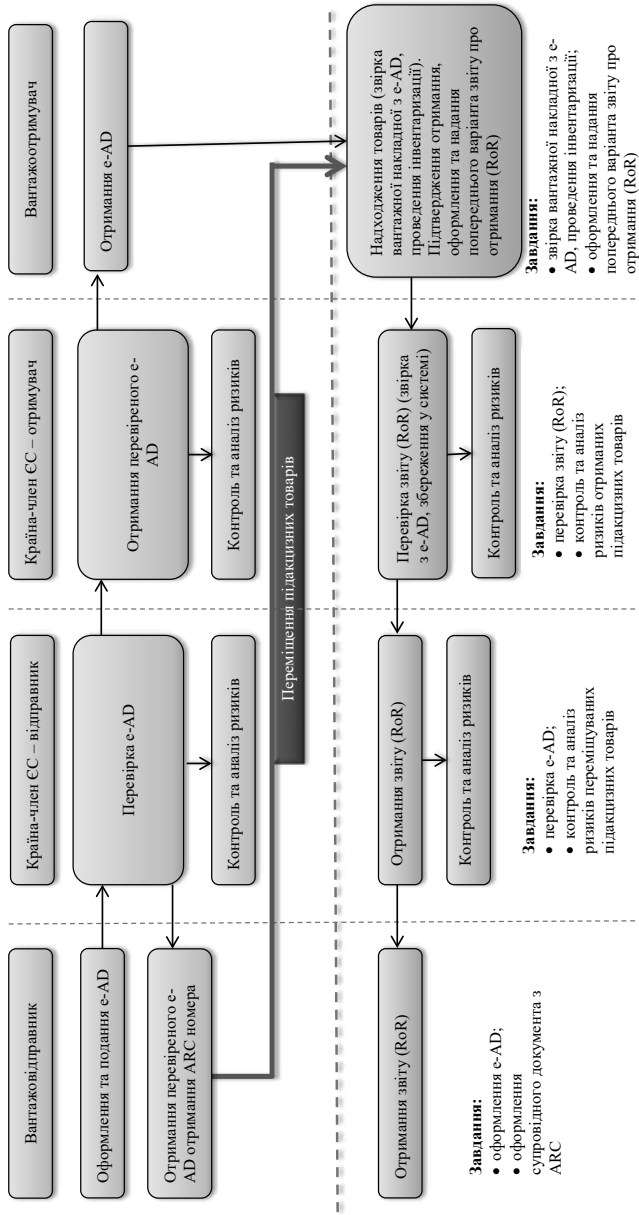 Вантажовідправник
Країна-член ЄС – відправник
Країна-член ЄС – отримувач
Вантажоотримувач
Оформлення та подання e-AD
Перевірка e-AD
Отримання перевіреного e-
AD
Отримання e-AD
Отримання перевіреного e-
AD отримання ARC номера
Контроль та аналіз ризиків
Контроль та аналіз ризиків
Переміщення підакцизних товарів
Отримання звіту (RoR)
Отримання звіту (RoR)
Контроль та аналіз ризиків
Перевірка звіту (RoR) (звірка
з e-AD, збереження у системі)
Контроль та аналіз ризиків
Надходження товарів (звірка
вантажної накладної з e-AD,
проведення інвентаризації).
Підтвердження отримання,
оформлення та надання
попереднього варіанта звіту про
отримання (RoR)
Завдання:
• оформлення e-AD;
• оформлення
супровідного документа з
ARC
Завдання:
• перевірка e-AD;
• контроль та аналіз
ризиків переміщуваних
підакцизних товарів
Завдання:
• перевірка звіту (RoR);
• контроль та аналіз
ризиків отриманих
підакцизних товарів
Завдання:
• звірка вантажної накладної з e-
AD, проведення інвентаризації;
• оформлення та надання
попереднього варіанта звіту про
отримання (RoR)